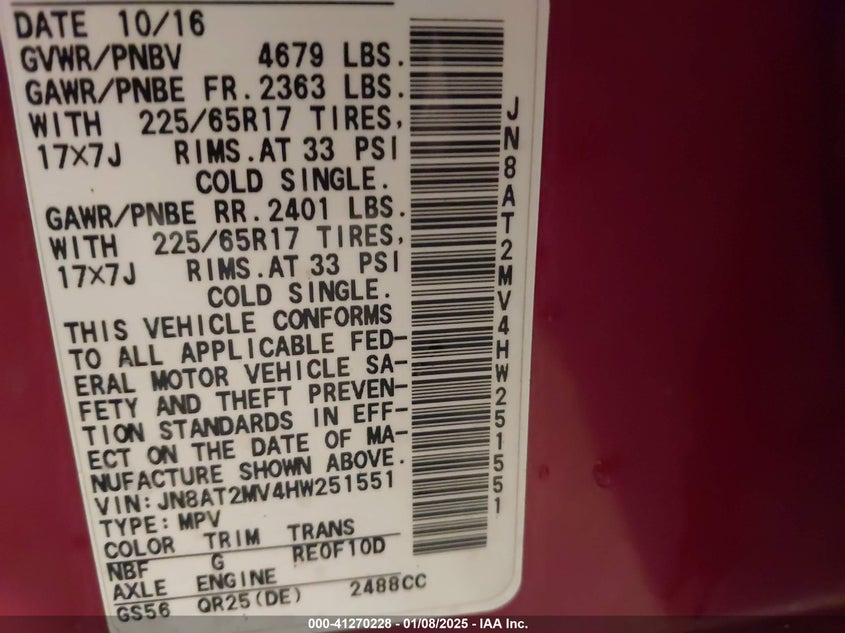 DATE 10/16
GVWR/PNBV 4679 LBS.
GAWR/PNBE FR. 2363 LBS.
WITH 225/65R17 TIRES,
17×7J RIMS. AT 33 PSI
COLD SINGLE.
GAWR/PNBE RR. 2401 LBS.
WITH 225/65R17 TIRES,
17×7J RIMS. AT 33 PSI
COLD SINGLE.
THIS VEHICLE CONFORMS
TO ALL APPLICABLE FED-
ERAL MOTOR VEHICLE SA-
FETY AND THEFT PREVEN-
TION STANDARDS IN EFF-
ECT ON THE DATE OF MA-
NUFACTURE SHOWN ABOVE.
VIN: JN8AT2MV4HW251551
TYPE: MPV
COLOR TRIM TRANS
NBF G RE0F10D
AXLE ENGINE
GS56 QR25(DE) 2488CC
JN8AT2MV4HW251551
000-41270228 - 01/08/2025 - IAA Inc.